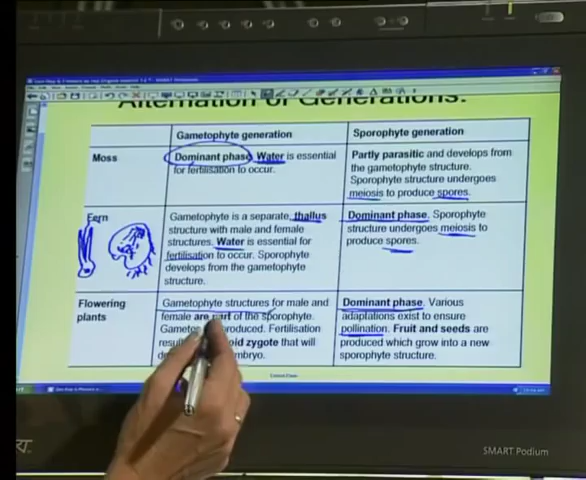 Alternation of Generations.
Gametophyte generation
Sporophyte generation
Moss
Dominant phase. Water is essential
for fertilisation to occur.
Partly parasitic and develops from
the gametophyte structure.
Sporophyte structure undergoes
meiosis to produce spores.
Fern
Gametophyte is a separate, thallus
structure with male and female
structures. Water is essential for
fertilisation to occur. Sporophyte
develops from the gametophyte
structure.
Dominant phase. Sporophyte
structure undergoes meiosis to
produce spores.
Flowering
plants
Gametophyte structures for male and
female are part of the sporophyte.
produced. Fertilisation
zygote that will
Dominant phase. Various
adaptations exist to ensure
pollination. Fruit and seeds are
produced which grow into a new
sporophyte structure.
SMART Podium